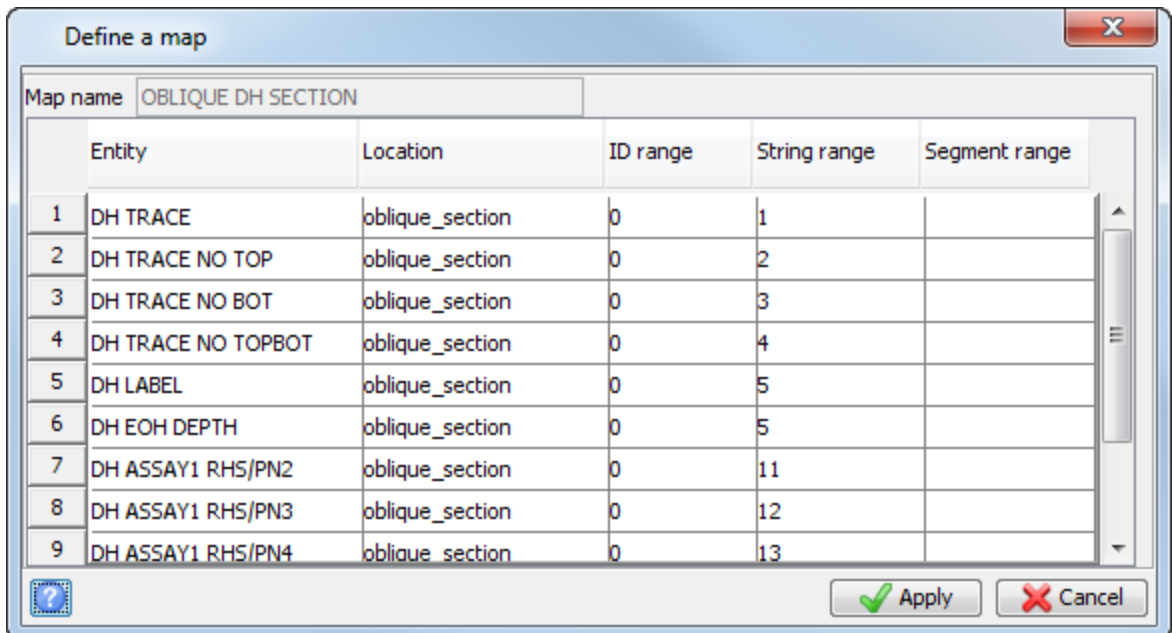 Define a map
Map name OBLIQUE DH SECTION
Entity Location ID range String range Segment range
1 DH TRACE oblique_section 0 1
2 DH TRACE NO TOP oblique_section 0 2
3 DH TRACE NO BOT oblique_section 0 3
4 DH TRACE NO TOPBOT oblique_section 0 4
5 DH LABEL oblique_section 0 5
6 DH EOH DEPTH oblique_section 0 5
7 DH ASSAY1 RHS/PN2 oblique_section 0 11
8 DH ASSAY1 RHS/PN3 oblique_section 0 12
9 DH ASSAY1 RHS/PN4 oblique_section 0 13
? Apply Cancel